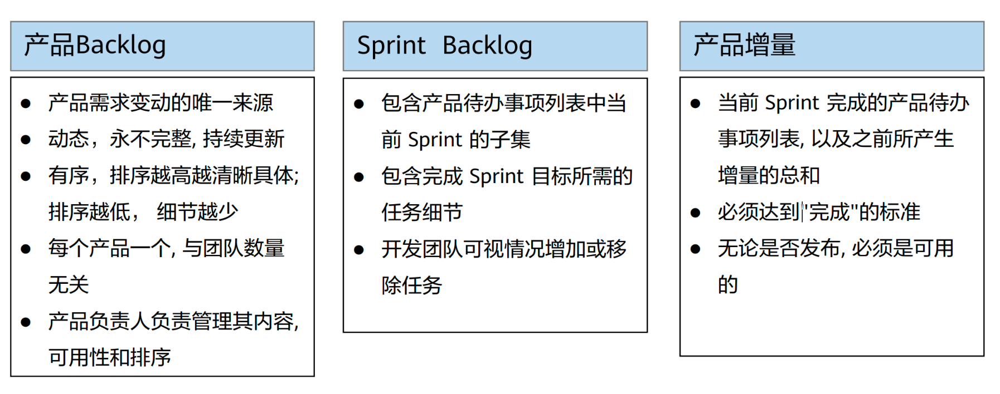 产品Backlog
● 产品需求变动的唯一来源
● 动态，永不完整, 持续更新
● 有序，排序越高越清晰具体;
排序越低， 细节越少
● 每个产品一个, 与团队数量
无关
● 产品负责人负责管理其内容,
可用性和排序
Sprint Backlog
● 包含产品待办事项列表中当
前 Sprint 的子集
● 包含完成 Sprint 目标所需的
任务细节
● 开发团队可视情况增加或移
除任务
产品增量
● 当前 Sprint 完成的产品待办
事项列表, 以及之前所产生
增量的总和
● 必须达到"完成"的标准
● 无论是否发布, 必须是可用
的